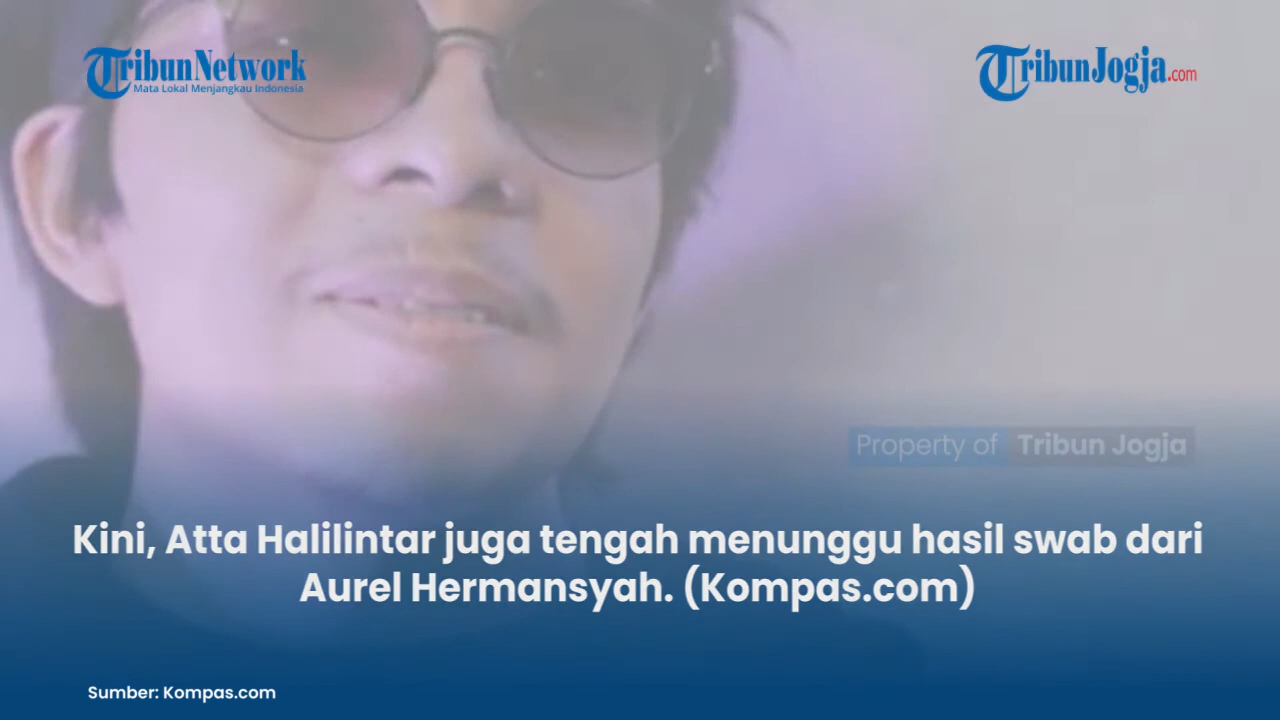 TribunNetwork
Mata Lokal Menjangkau Indonesia
TribunJogja.com
Property of Tribun Jogja
Kini, Atta Halilintar juga tengah menunggu hasil swab dari
Aurel Hermansyah. (Kompas.com)
Sumber: Kompas.com